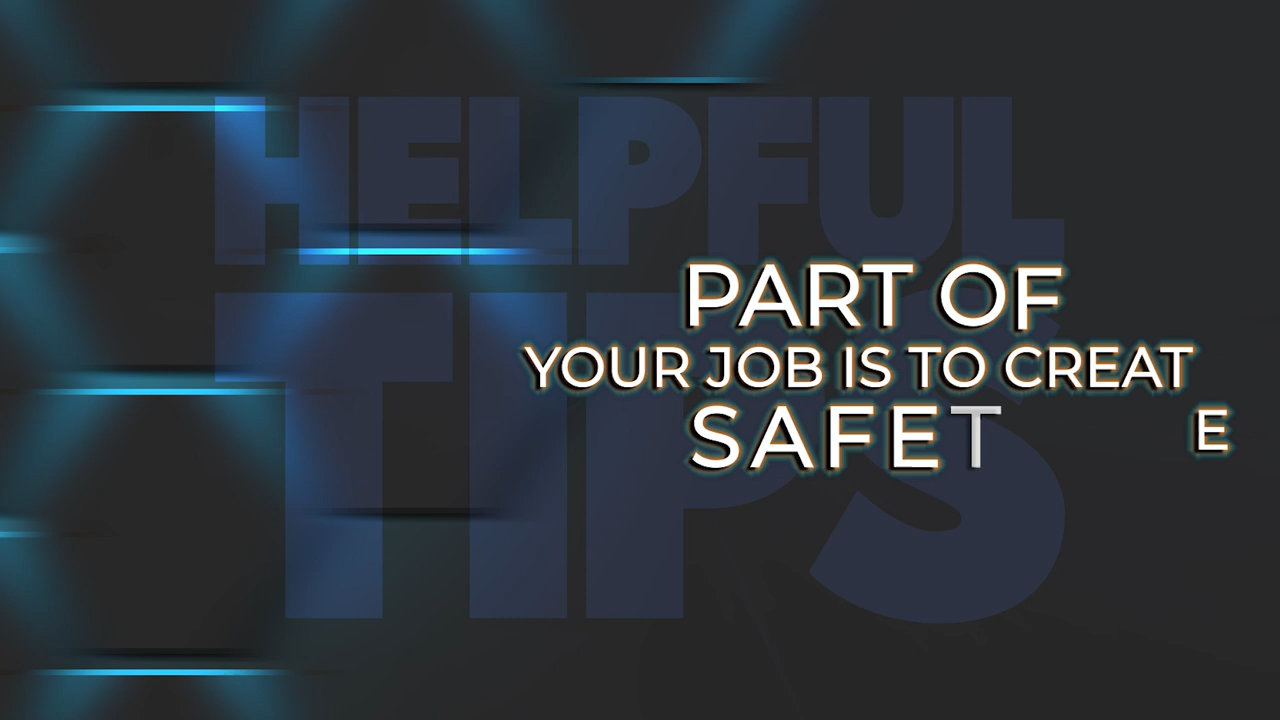 HELPFUL
TIPS
PART OF
YOUR JOB IS TO CREAT
SAFET E